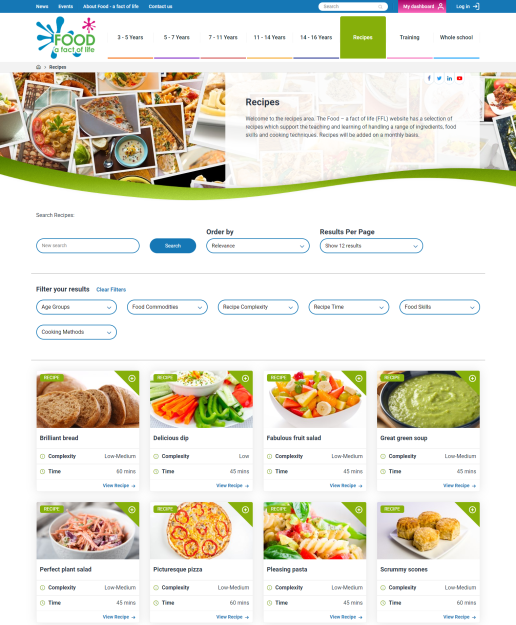 News Events About Food - a fact of life Contact us Search My dashboard Log in
FOOD
a fact of life
3 - 5 Years 5 - 7 Years 7 - 11 Years 11 - 14 Years 14 - 16 Years Recipes Training Whole school
Recipes
Recipes
Welcome to the recipes area. The Food – a fact of life (FFL) website has a selection of
recipes which support the teaching and learning of handling a range of ingredients, food
skills and cooking techniques. Recipes will be added on a monthly basis.
Search Recipes:
Order by Results Per Page
New search Search Relevance Show 12 results
Filter your results Clear Filters
Age Groups Food Commodities Recipe Complexity Recipe Time Food Skills
Cooking Methods
RECIPE RECIPE RECIPE RECIPE
Brilliant bread Delicious dip Fabulous fruit salad Great green soup
Complexity Low-Medium Complexity Low Complexity Low-Medium Complexity Low-Medium
Time 60 mins Time 45 mins Time 45 mins Time 45 mins
View Recipe → View Recipe → View Recipe → View Recipe →
RECIPE RECIPE RECIPE RECIPE
Perfect plant salad Picturesque pizza Pleasing pasta Scrummy scones
Complexity Low-Medium Complexity Low-Medium Complexity Low-Medium Complexity Low-Medium
Time 45 mins Time 60 mins Time 45 mins Time 60 mins
View Recipe → View Recipe → View Recipe → View Recipe →